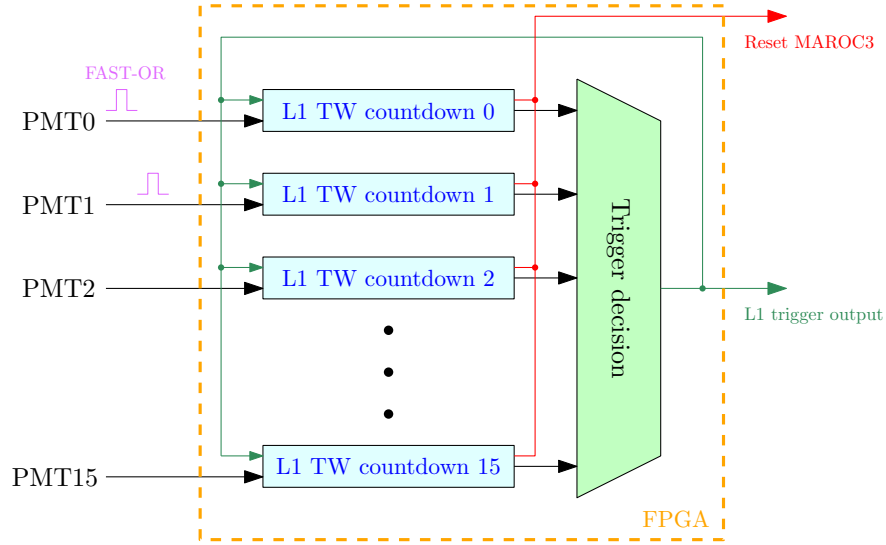 Reset MAROC3
FAST-OR
PMT0
L1 TW countdown 0
PMT1
L1 TW countdown 1
PMT2
L1 TW countdown 2
Trigger decision
L1 trigger output
PMT15
L1 TW countdown 15
FPGA